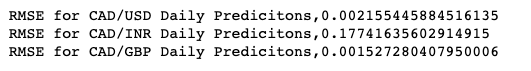 RMSE for CAD/USD Daily Predicitons,0.002155445884516135
RMSE for CAD/INR Daily Predicitons,0.17741635602914915
RMSE for CAD/GBP Daily Predicitons,0.001527280407950006